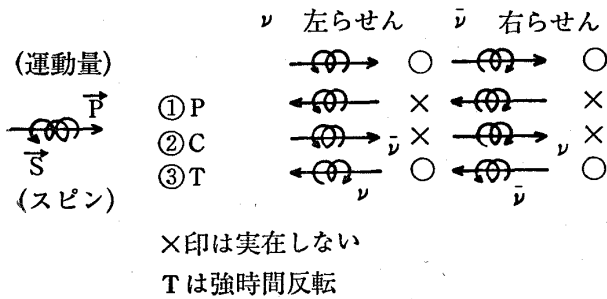 ν 左らせん ν̄ 右らせん
(運動量) ○ ○
P⃗ ①P × ×
②C ν̄ × ν ×
S⃗ ③T ν ○ ν̄ ○
(スピン)
×印は実在しない
Tは強時間反転